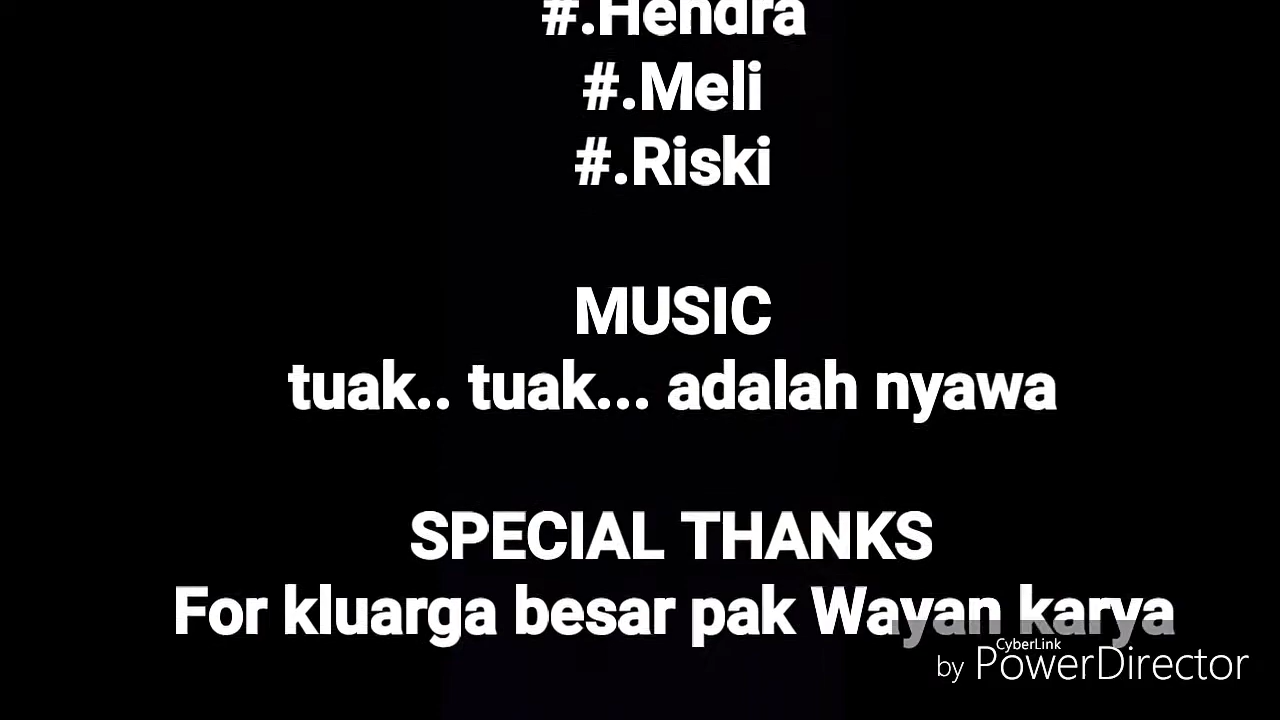 #.Hendra
#.Meli
#.Riski
MUSIC
tuak.. tuak... adalah nyawa
SPECIAL THANKS
For kluarga besar pak Wayan karya
CyberLink
by PowerDirector